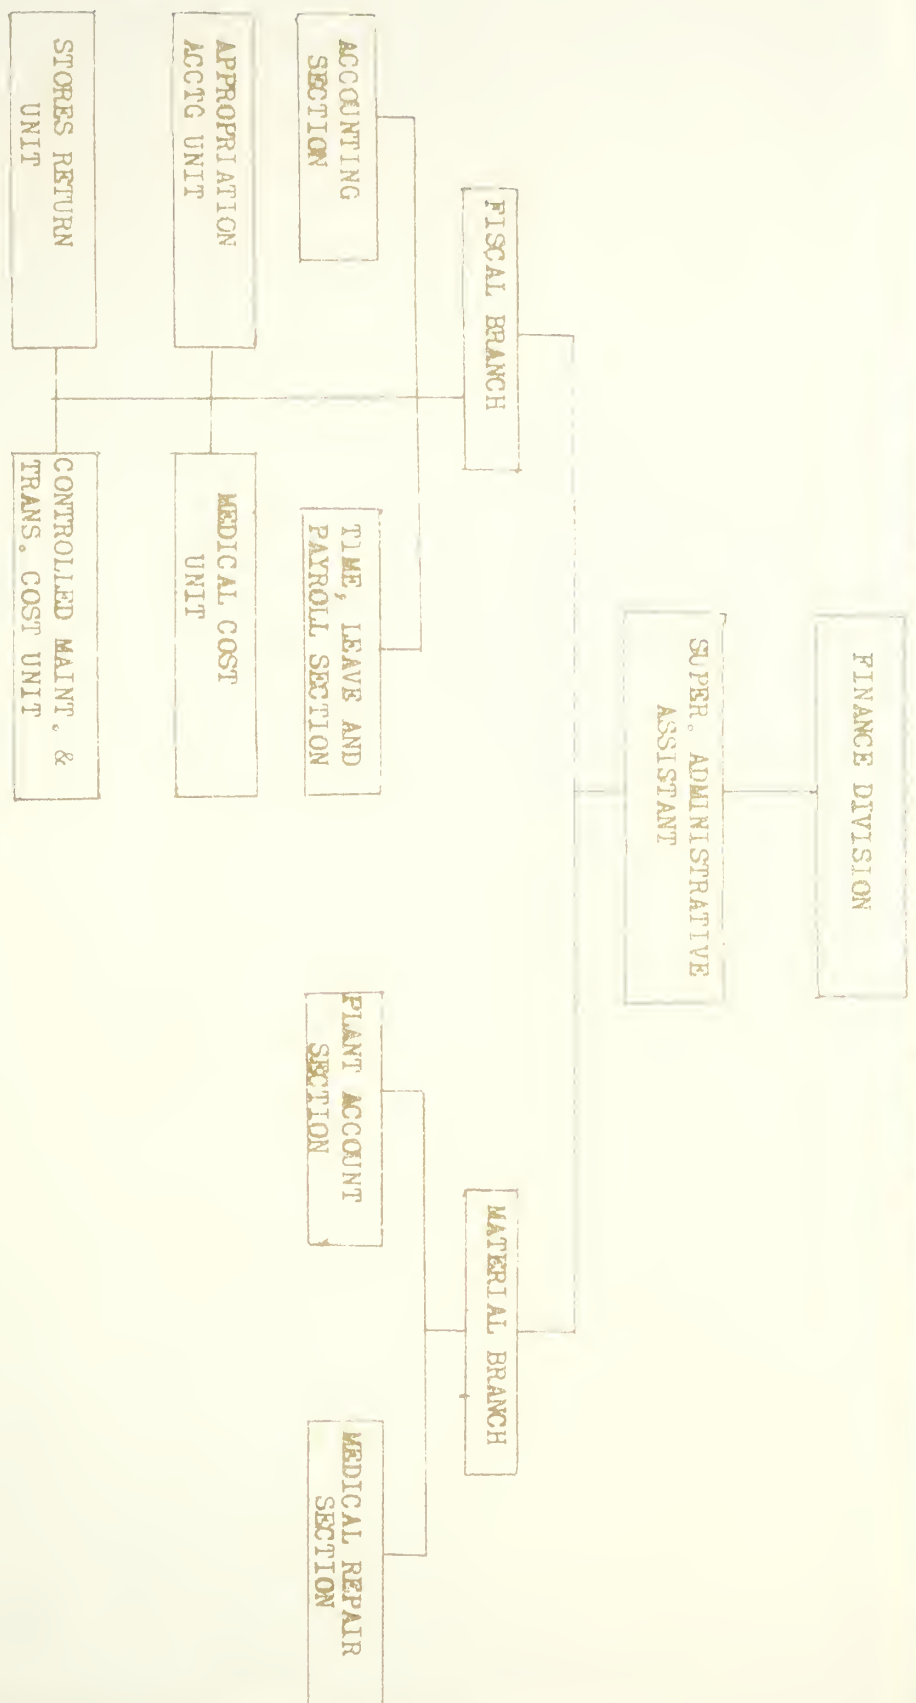 FINANCE DIVISION
SUPER. ADMINISTRATIVE
ASSISTANT
FISCAL BRANCH
MATERIAL BRANCH
ACCOUNTING
SECTION
TIME, LEAVE AND
PAYROLL SECTION
PLANT ACCOUNT
SECTION
MEDICAL REPAIR
SECTION
APPROPRIATION
ACCTG UNIT
MEDICAL COST
UNIT
STORES RETURN
UNIT
CONTROLLED MAINT. &
TRANS. COST UNIT